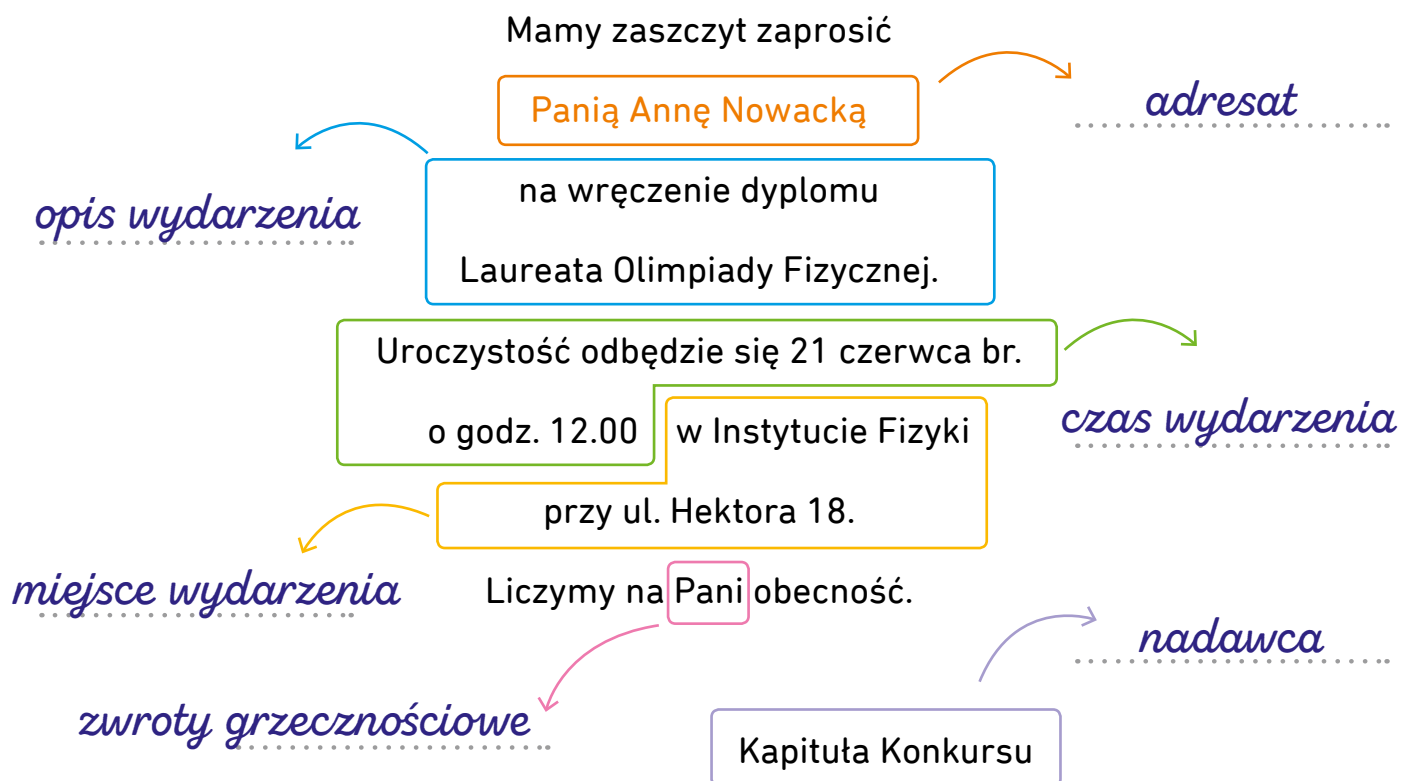 Mamy zaszczyt zaprosić
Panią Annę Nowacką
adresat
na wręczenie dyplomu
opis wydarzenia
Laureata Olimpiady Fizycznej.
Uroczystość odbędzie się 21 czerwca br.
czas wydarzenia
o godz. 12.00 w Instytucie Fizyki
przy ul. Hektora 18.
miejsce wydarzenia
Liczymy na Pani obecność.
nadawca
zwroty grzecznościowe
Kapituła Konkursu